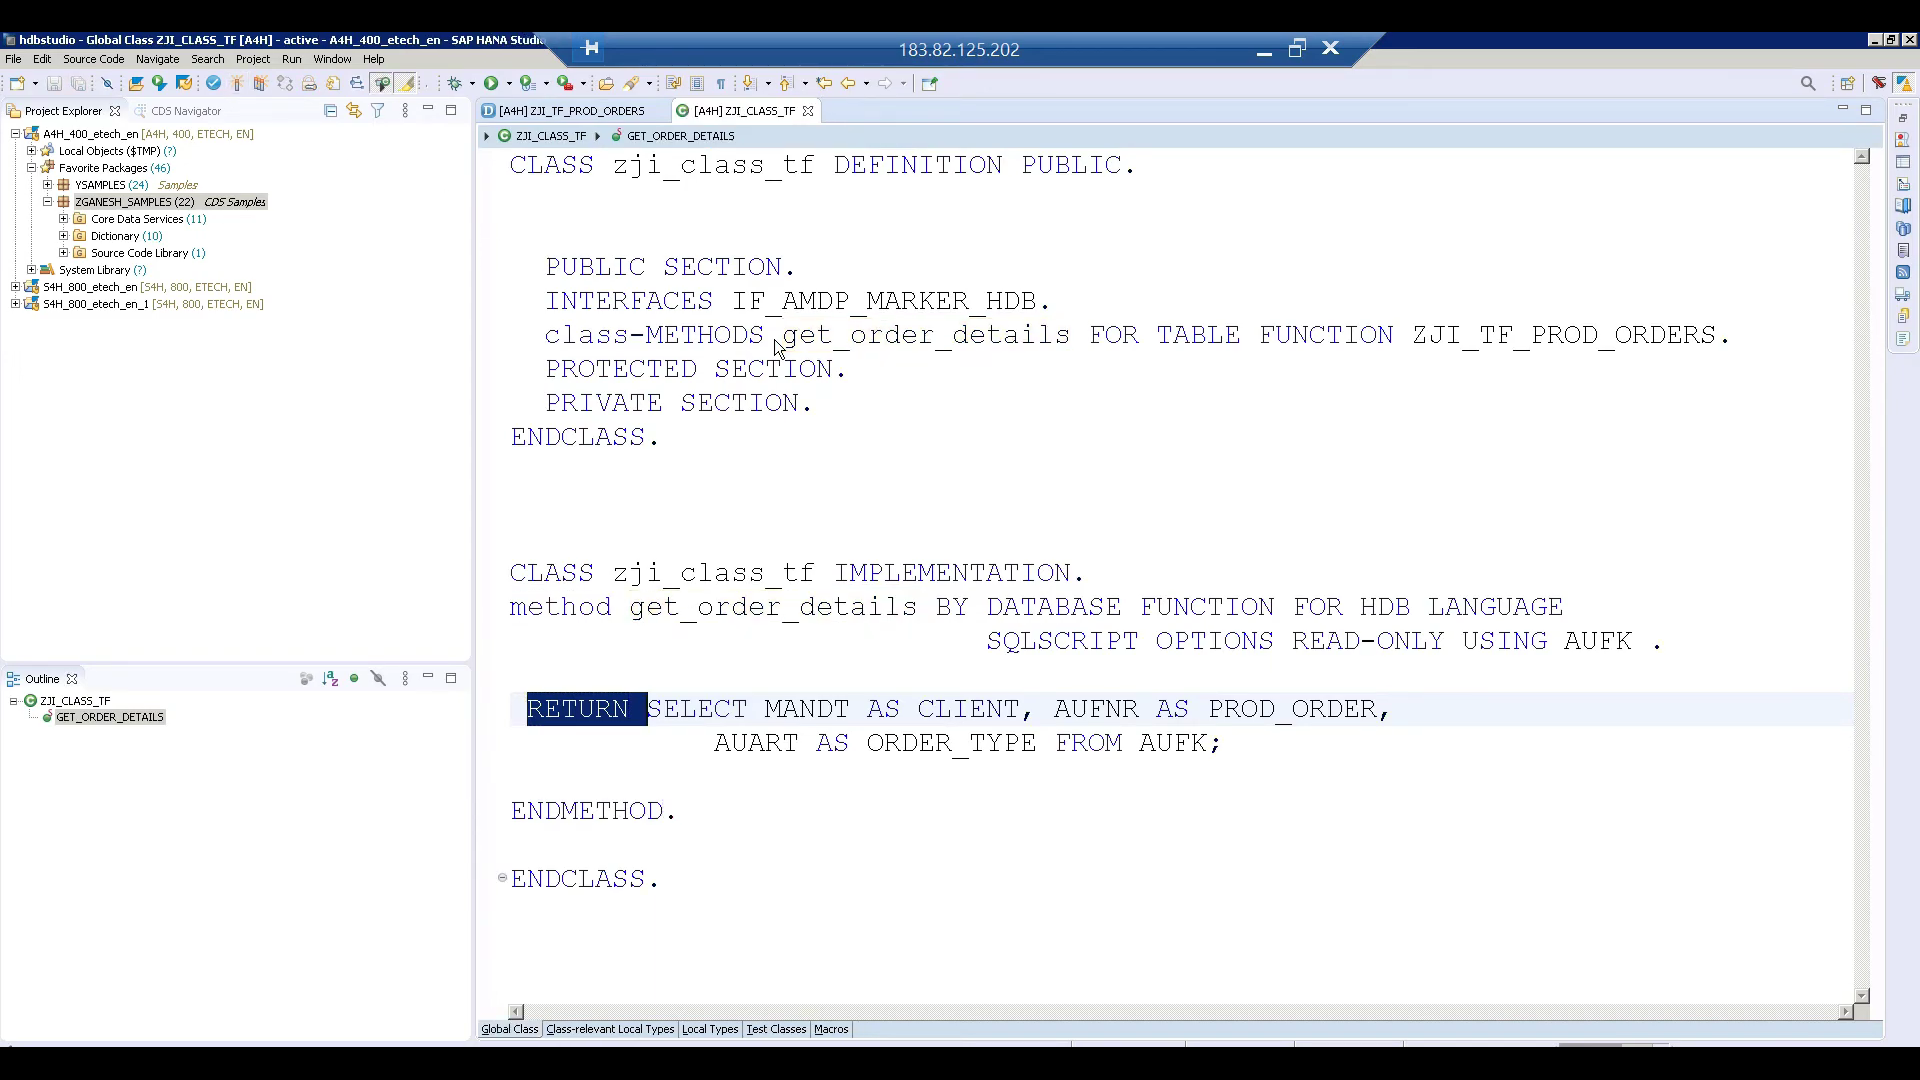 hdbstudio - Global Class ZJI_CLASS_TF [A4H] - active - A4H_400_etech_en - SAP HANA Studi
183.82.125.202
File Edit Source Code Navigate Search Project Run Window Help
Project Explorer CDS Navigator
[A4H] ZJI_TF_PROD_ORDERS [A4H] ZJI_CLASS_TF
A4H_400_etech_en [A4H, 400, ETECH, EN]
Local Objects ($TMP) (?)
Favorite Packages (46)
YSAMPLES (24) Samples
ZGANESH_SAMPLES (22) CDS Samples
Core Data Services (11)
Dictionary (10)
Source Code Library (1)
System Library (?)
S4H_800_etech_en [S4H, 800, ETECH, EN]
S4H_800_etech_en_1 [S4H, 800, ETECH, EN]
Outline
ZJI_CLASS_TF
GET_ORDER_DETAILS
ZJI_CLASS_TF GET_ORDER_DETAILS
CLASS zji_class_tf DEFINITION PUBLIC.
PUBLIC SECTION.
INTERFACES IF_AMDP_MARKER_HDB.
class-METHODS get_order_details FOR TABLE FUNCTION ZJI_TF_PROD_ORDERS.
PROTECTED SECTION.
PRIVATE SECTION.
ENDCLASS.
CLASS zji_class_tf IMPLEMENTATION.
method get_order_details BY DATABASE FUNCTION FOR HDB LANGUAGE
SQLSCRIPT OPTIONS READ-ONLY USING AUFK .
RETURN SELECT MANDT AS CLIENT, AUFNR AS PROD_ORDER,
AUART AS ORDER_TYPE FROM AUFK;
ENDMETHOD.
ENDCLASS.
Global Class Class-relevant Local Types Local Types Test Classes Macros